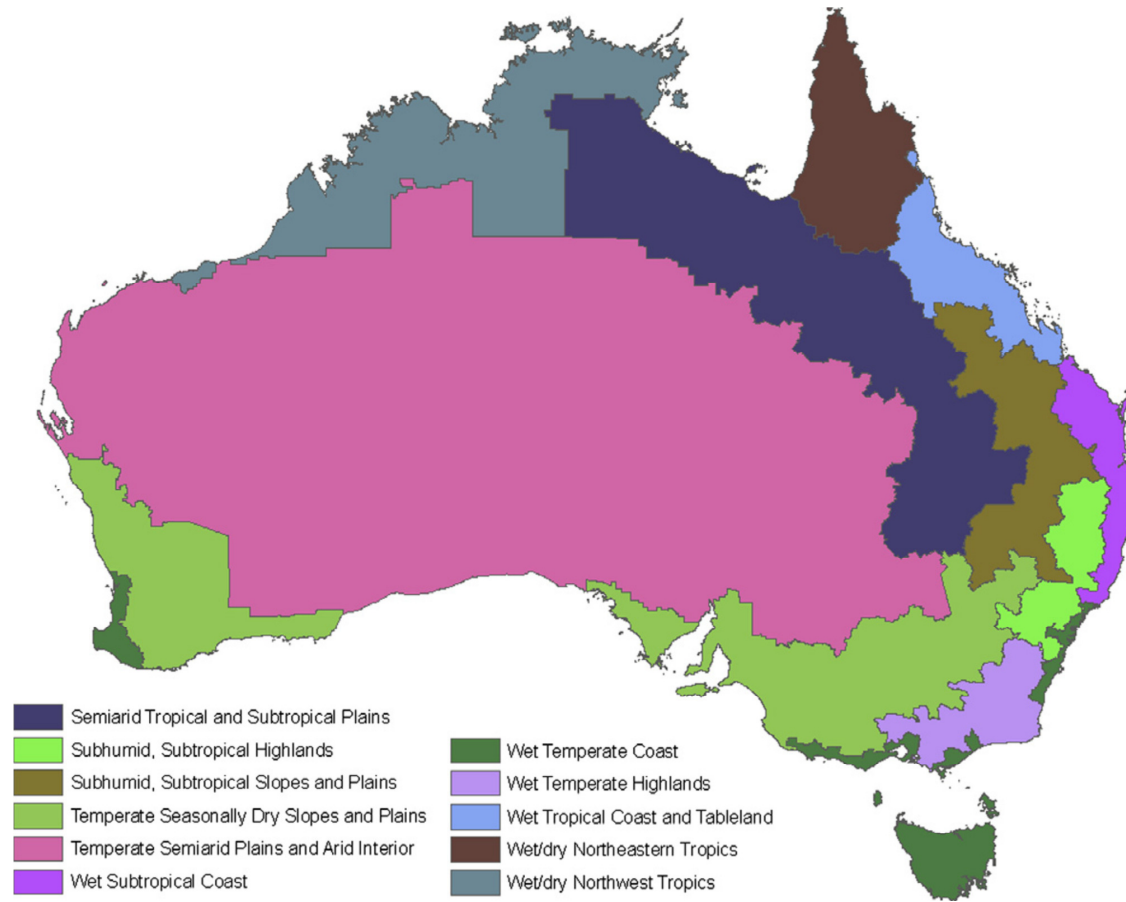 Semiarid Tropical and Subtropical Plains
Subhumid, Subtropical Highlands
Subhumid, Subtropical Slopes and Plains
Temperate Seasonally Dry Slopes and Plains
Temperate Semiarid Plains and Arid Interior
Wet Subtropical Coast
Wet Temperate Coast
Wet Temperate Highlands
Wet Tropical Coast and Tableland
Wet/dry Northeastern Tropics
Wet/dry Northwest Tropics